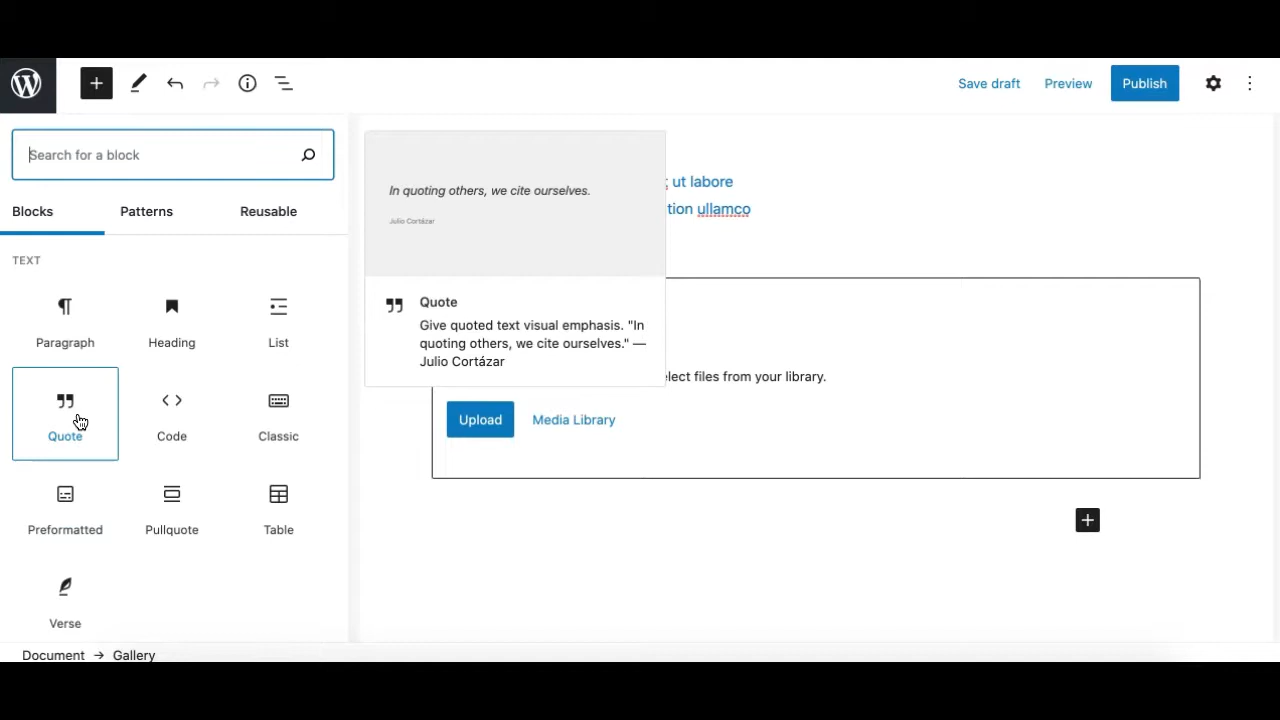 Save draft
Preview
Publish
Search for a block
Blocks
Patterns
Reusable
TEXT
Paragraph
Heading
List
Quote
Code
Classic
Preformatted
Pullquote
Table
Verse
In quoting others, we cite ourselves.
Julio Cortázar
Quote
Give quoted text visual emphasis. "In
quoting others, we cite ourselves." —
Julio Cortázar
ut labore
tion ullamco
elect files from your library.
Upload
Media Library
Document → Gallery